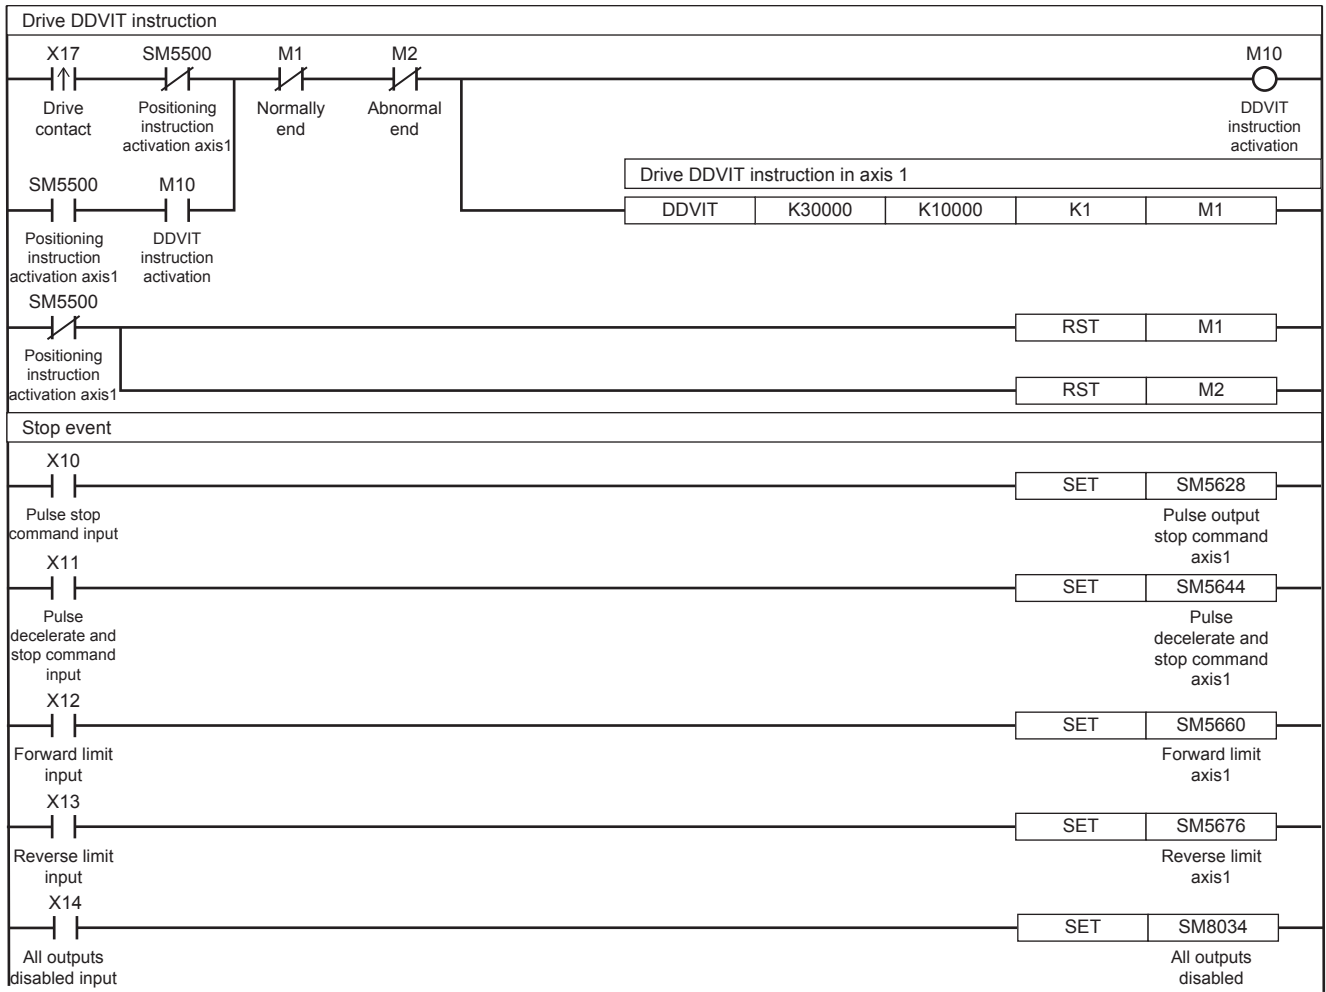 Drive DDVIT instruction
X17 SM5500 M1 M2 M10
Drive
contact
Positioning
instruction
activation axis1
Normally
end
Abnormal
end
DDVIT
instruction
activation
Drive DDVIT instruction in axis 1
SM5500 M10
DDVIT K30000 K10000 K1 M1
Positioning
instruction
activation axis1
DDVIT
instruction
activation
SM5500
RST M1
Positioning
instruction
activation axis1
RST M2
Stop event
X10
SET SM5628
Pulse stop
command input
Pulse output
stop command
axis1
X11
SET SM5644
Pulse
decelerate and
stop command
input
Pulse
decelerate and
stop command
axis1
X12
SET SM5660
Forward limit
input
Forward limit
axis1
X13
SET SM5676
Reverse limit
input
Reverse limit
axis1
X14
SET SM8034
All outputs
disabled input
All outputs
disabled